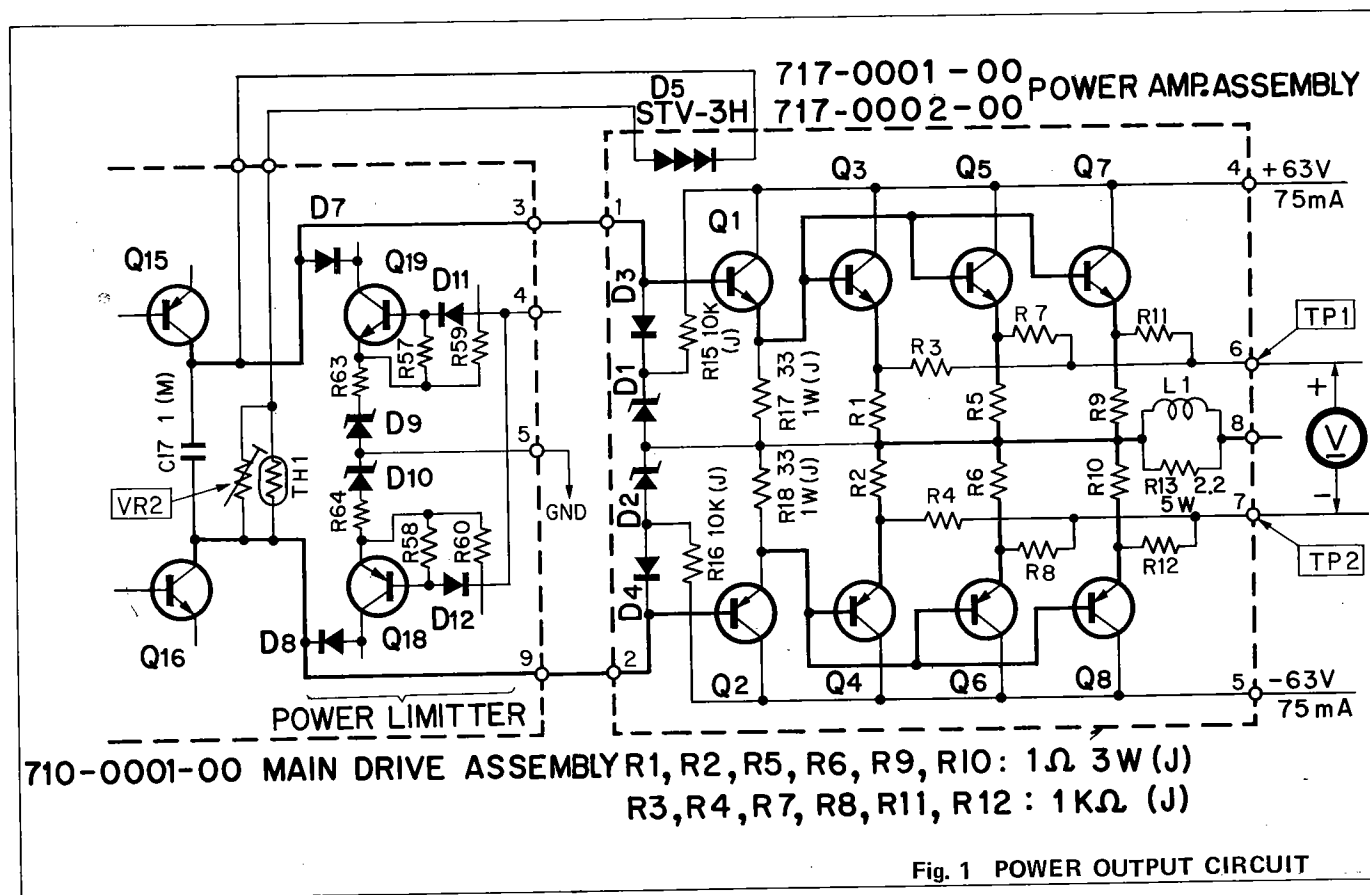 717-0001-00
D5
STV-3H 717-0002-00 POWER AMP.ASSEMBLY
Q3 Q5 Q7
4 +63V
75mA
D7 3 1 Q1
Q15 Q19 D11 D3
4
R57 R59
R15 10K (J)
R7 R11 TP1
6
R3
R63
C17 1 (M)
D1
R17 33 1W(J)
R1 R5 R9
L1
+
D9
5 8
V
D10
VR2 TH1
R64 GND
D2
R18 33 1W(J)
R2 R6 R10
R13 2.2
5W
−
R4 7
R58 R60
R16 10K(J)
R8 R12 TP2
D4
D12
Q18
D8
Q16 9 2
Q2 Q4 Q6 Q8
5 -63V
75mA
POWER LIMITTER
710-0001-00 MAIN DRIVE ASSEMBLY
R1, R2, R5, R6, R9, R10: 1Ω 3W (J)
R3,R4, R7, R8, R11, R12 : 1KΩ (J)
Fig. 1 POWER OUTPUT CIRCUIT